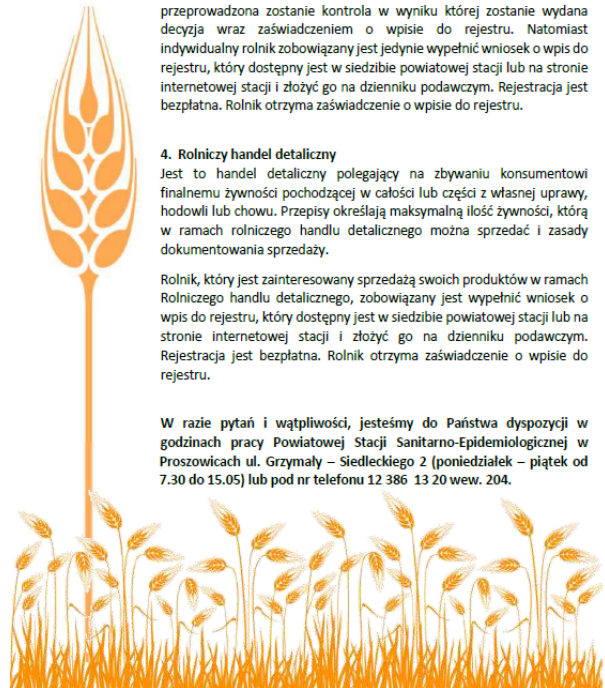 przeprowadzona zostanie kontrola w wyniku której zostanie wydana
decyzja wraz zaświadczeniem o wpisie do rejestru. Natomiast
indywidualny rolnik zobowiązany jest jedynie wypełnić wniosek o wpis do
rejestru, który dostępny jest w siedzibie powiatowej stacji lub na stronie
internetowej stacji i złożyć go na dzienniku podawczym. Rejestracja jest
bezpłatna. Rolnik otrzyma zaświadczenie o wpisie do rejestru.
4. Rolniczy handel detaliczny
Jest to handel detaliczny polegający na zbywaniu konsumentowi
finalnemu żywności pochodzącej w całości lub części z własnej uprawy,
hodowli lub chowu. Przepisy określają maksymalną ilość żywności, którą
w ramach rolniczego handlu detalicznego można sprzedać i zasady
dokumentowania sprzedaży.
Rolnik, który jest zainteresowany sprzedażą swoich produktów w ramach
Rolniczego handlu detalicznego, zobowiązany jest wypełnić wniosek o
wpis do rejestru, który dostępny jest w siedzibie powiatowej stacji lub na
stronie internetowej stacji i złożyć go na dzienniku podawczym.
Rejestracja jest bezpłatna. Rolnik otrzyma zaświadczenie o wpisie do
rejestru.
W razie pytań i wątpliwości, jesteśmy do Państwa dyspozycji w
godzinach pracy Powiatowej Stacji Sanitarno-Epidemiologicznej w
Proszowicach ul. Grzymały – Siedleckiego 2 (poniedziałek – piątek od
7.30 do 15.05) lub pod nr telefonu 12 386 13 20 wew. 204.